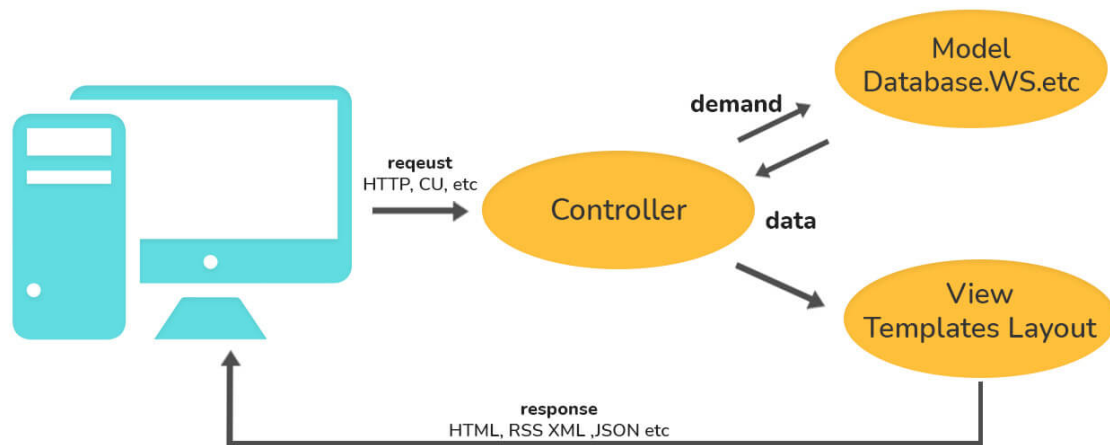 Model
Database.WS.etc
demand
reqeust
HTTP, CU, etc
Controller
data
View
Templates Layout
response
HTML, RSS XML ,JSON etc